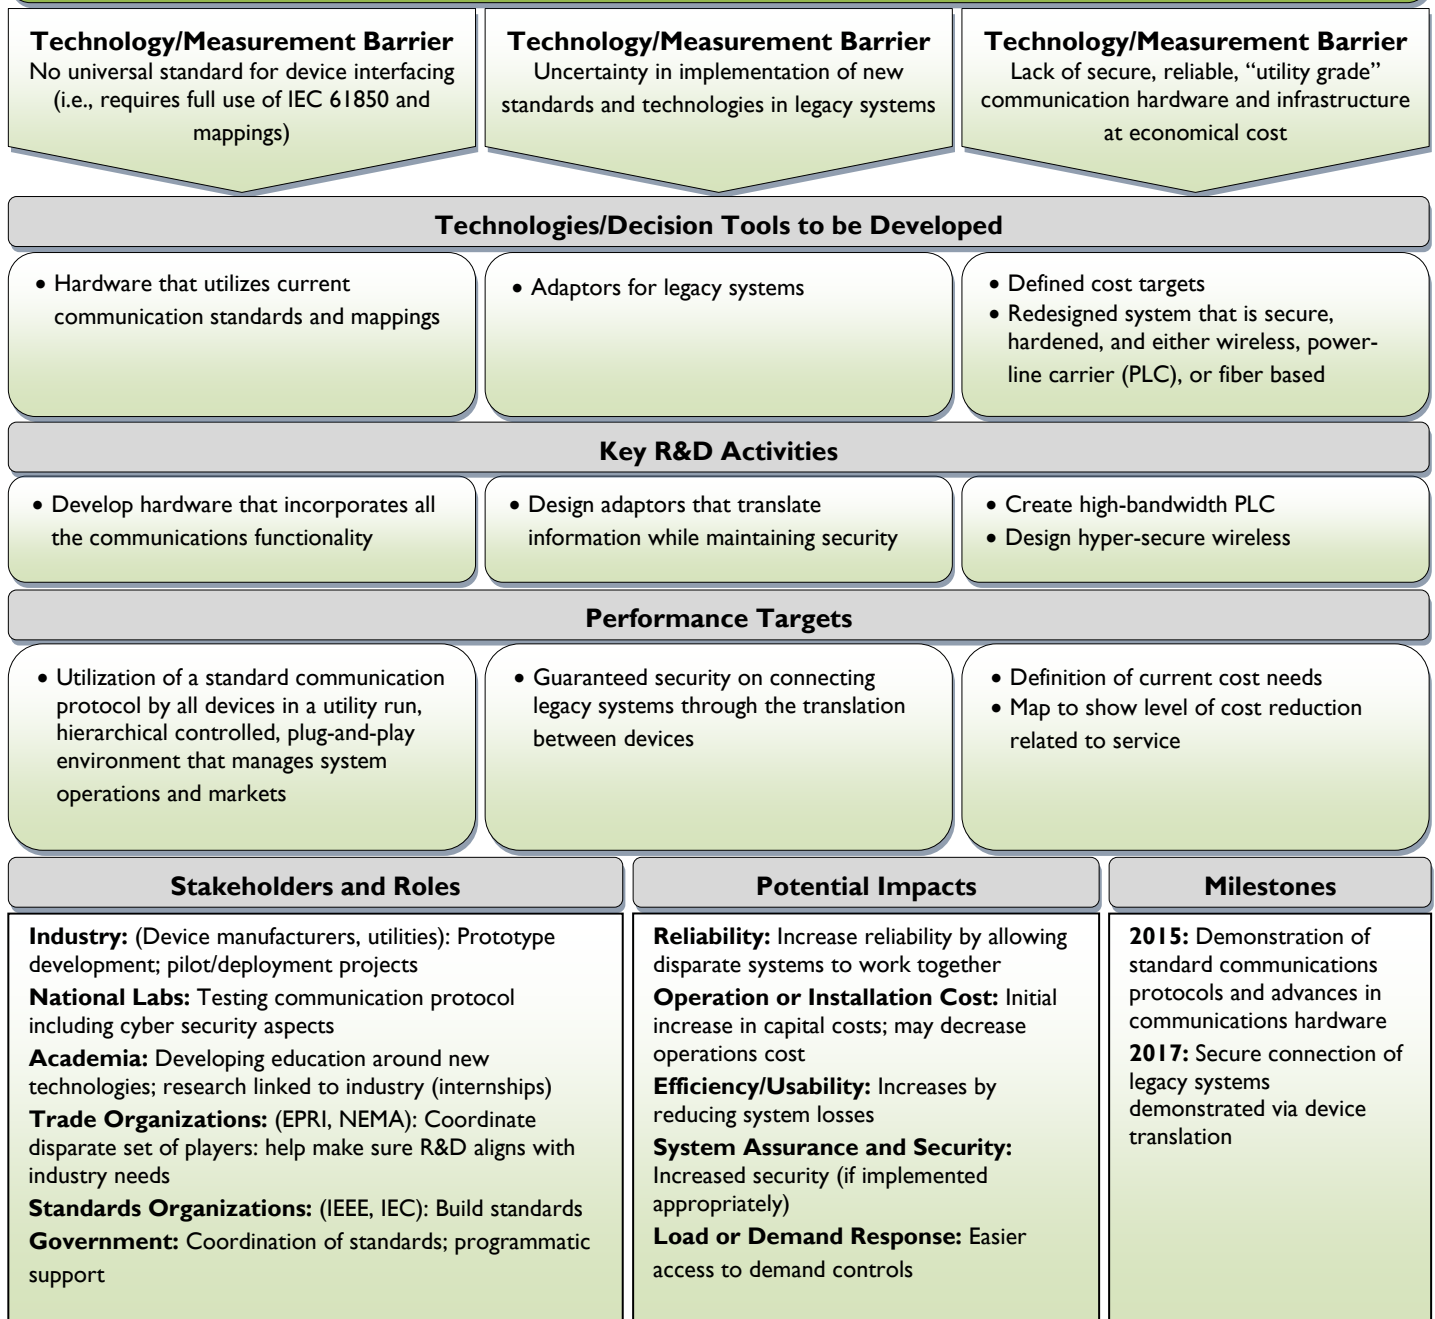 Technology/Measurement Barrier
No universal standard for device interfacing
(i.e., requires full use of IEC 61850 and
mappings)
Technology/Measurement Barrier
Uncertainty in implementation of new
standards and technologies in legacy systems
Technology/Measurement Barrier
Lack of secure, reliable, “utility grade”
communication hardware and infrastructure
at economical cost
Technologies/Decision Tools to be Developed
• Hardware that utilizes current
communication standards and mappings
• Adaptors for legacy systems
• Defined cost targets
• Redesigned system that is secure,
hardened, and either wireless, power-
line carrier (PLC), or fiber based
Key R&D Activities
• Develop hardware that incorporates all
the communications functionality
• Design adaptors that translate
information while maintaining security
• Create high-bandwidth PLC
• Design hyper-secure wireless
Performance Targets
• Utilization of a standard communication
protocol by all devices in a utility run,
hierarchical controlled, plug-and-play
environment that manages system
operations and markets
• Guaranteed security on connecting
legacy systems through the translation
between devices
• Definition of current cost needs
• Map to show level of cost reduction
related to service
Stakeholders and Roles
Industry: (Device manufacturers, utilities): Prototype
development; pilot/deployment projects
National Labs: Testing communication protocol
including cyber security aspects
Academia: Developing education around new
technologies; research linked to industry (internships)
Trade Organizations: (EPRI, NEMA): Coordinate
disparate set of players: help make sure R&D aligns with
industry needs
Standards Organizations: (IEEE, IEC): Build standards
Government: Coordination of standards; programmatic
support
Potential Impacts
Reliability: Increase reliability by allowing
disparate systems to work together
Operation or Installation Cost: Initial
increase in capital costs; may decrease
operations cost
Efficiency/Usability: Increases by
reducing system losses
System Assurance and Security:
Increased security (if implemented
appropriately)
Load or Demand Response: Easier
access to demand controls
Milestones
2015: Demonstration of
standard communications
protocols and advances in
communications hardware
2017: Secure connection of
legacy systems
demonstrated via device
translation